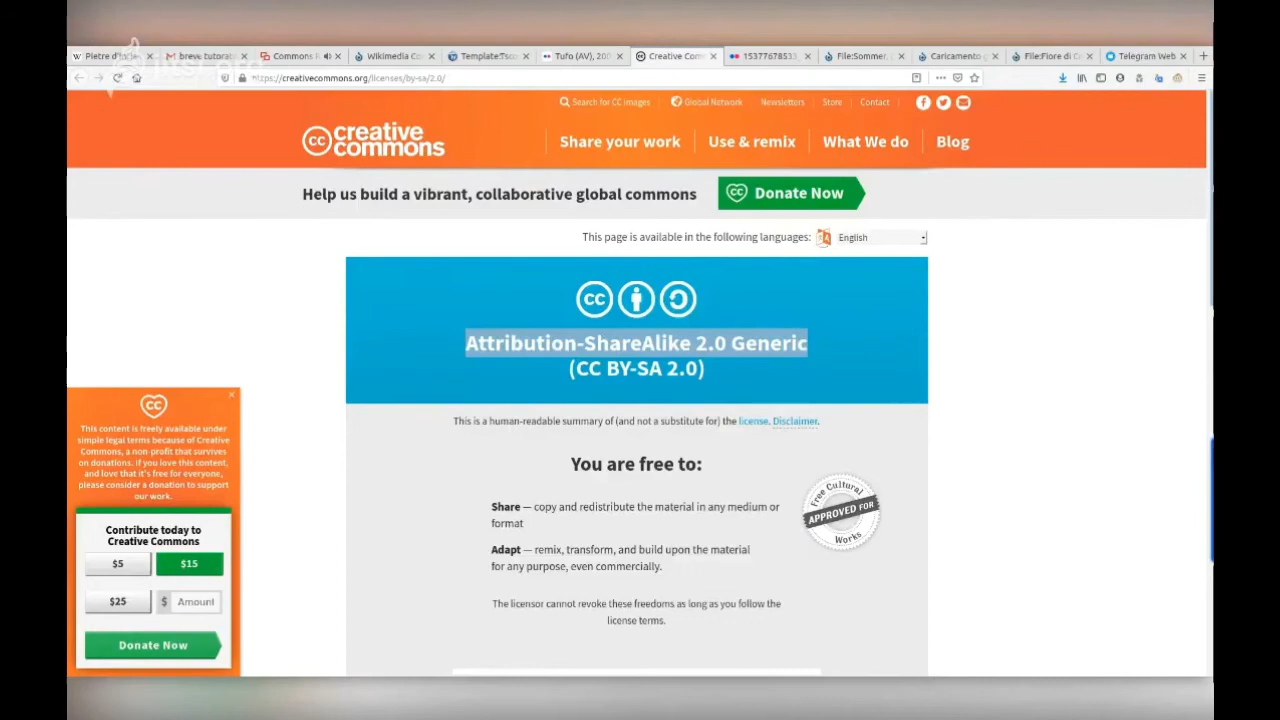 Pietre d'inge
breve tutorat
Commons R
Wikimedia Co
Template:Tso
Tufo (AV), 200
Creative Com
1537767853
File:Sommer,
Caricamento
File:Fiore di C
Telegram Web
https://creativecommons.org/licenses/by-sa/2.0/
Search for CC images
Global Network
Newsletters
Store
Contact
cc creative commons
Share your work
Use & remix
What We do
Blog
Help us build a vibrant, collaborative global commons
Donate Now
This page is available in the following languages:
English
Attribution-ShareAlike 2.0 Generic
(CC BY-SA 2.0)
This is a human-readable summary of (and not a substitute for) the license. Disclaimer.
You are free to:
Share — copy and redistribute the material in any medium or
format
Adapt — remix, transform, and build upon the material
for any purpose, even commercially.
Free Cultural
APPROVED FOR
Works
The licensor cannot revoke these freedoms as long as you follow the
license terms.
cc
This content is freely available under
simple legal terms because of Creative
Commons, a non-profit that survives
on donations. If you love this content,
and love that it's free for everyone,
please consider a donation to support
our work.
Contribute today to
Creative Commons
$5
$15
$25
$ Amount
Donate Now